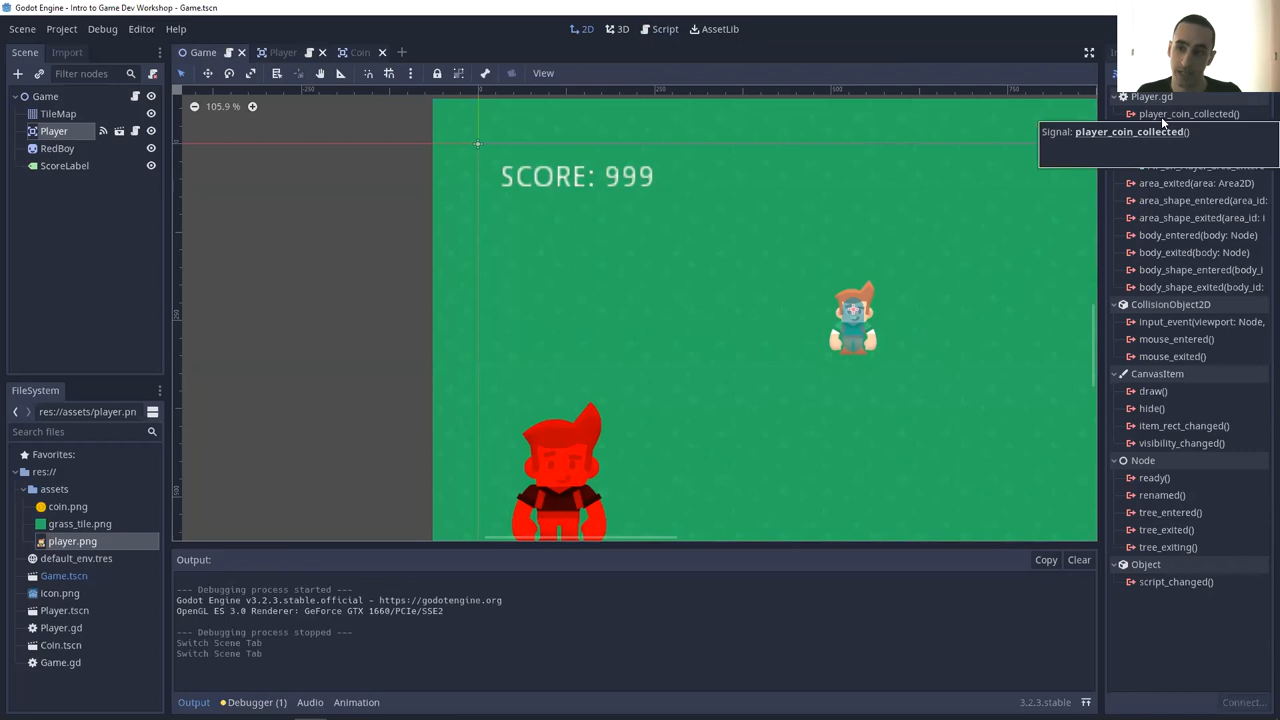 Godot Engine - Intro to Game Dev Workshop - Game.tscn
Scene Project Debug Editor Help
2D 3D Script AssetLib
Scene Import
Game Player Coin
Filter nodes
View
Game
TileMap
Player
RedBoy
ScoreLabel
-250 0 250 500 750
105.9 %
SCORE: 999
Player.gd
player_coin_collected()
Signal: player_coin_collected()
area_exited(area: Area2D)
area_shape_entered(area_id:
area_shape_exited(area_id: i
body_entered(body: Node)
body_exited(body: Node)
body_shape_entered(body_i
body_shape_exited(body_id:
CollisionObject2D
input_event(viewport: Node,
mouse_entered()
mouse_exited()
CanvasItem
draw()
hide()
item_rect_changed()
visibility_changed()
Node
ready()
renamed()
tree_entered()
tree_exited()
tree_exiting()
Object
script_changed()
Connect...
FileSystem
res://assets/player.pn
Search files
Favorites:
res://
assets
coin.png
grass_tile.png
player.png
default_env.tres
Game.tscn
icon.png
Player.tscn
Player.gd
Coin.tscn
Game.gd
Output:
Copy Clear
--- Debugging process started ---
Godot Engine v3.2.3.stable.official - https://godotengine.org
OpenGL ES 3.0 Renderer: GeForce GTX 1660/PCIe/SSE2
--- Debugging process stopped ---
Switch Scene Tab
Switch Scene Tab
Output Debugger (1) Audio Animation
3.2.3.stable